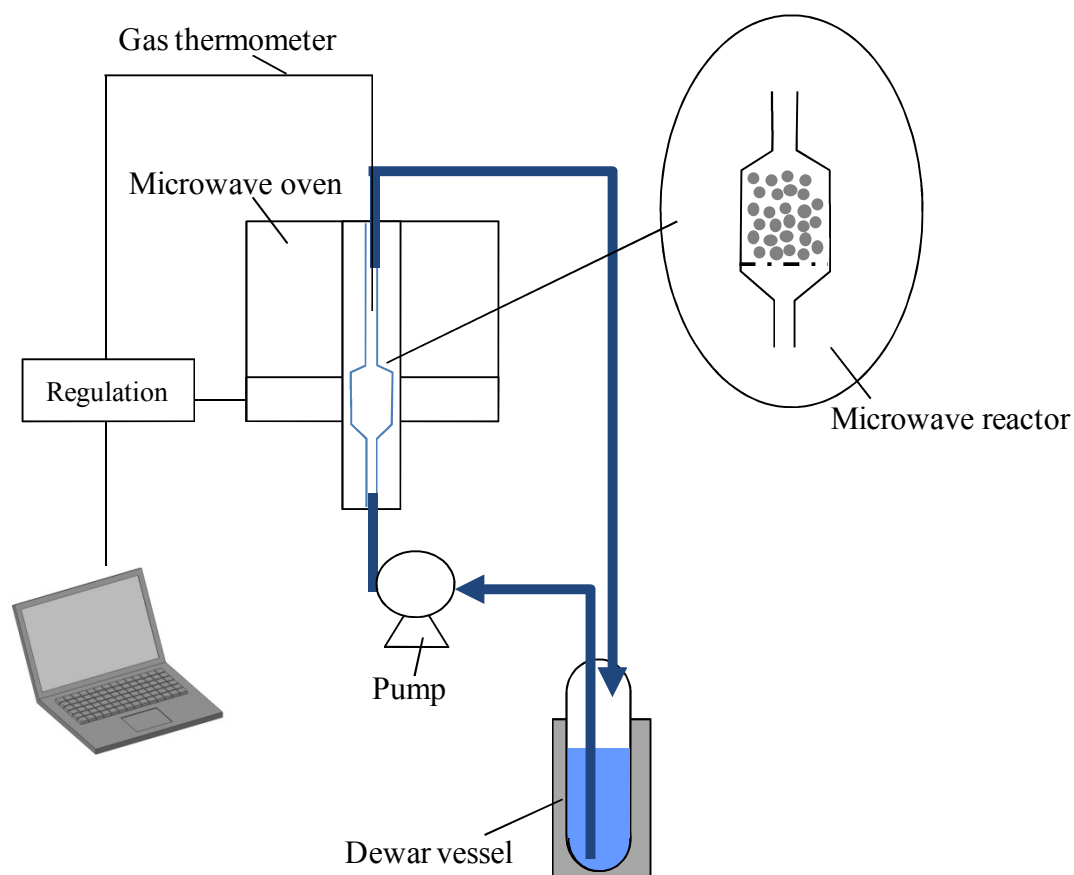 Gas thermometer
Microwave oven
Regulation
Microwave reactor
Pump
Dewar vessel